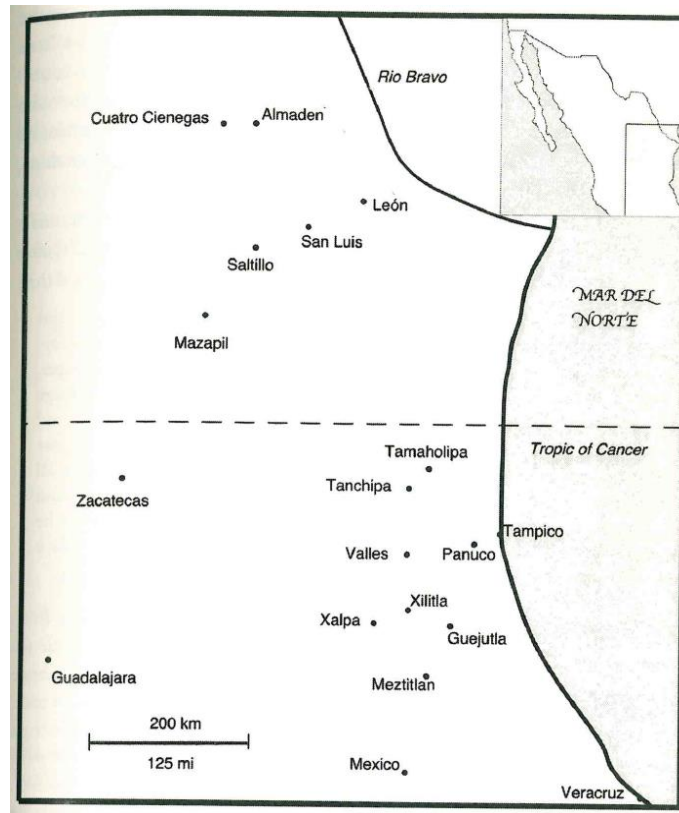 Rio Bravo
Cuatro Cienegas
Almaden
León
San Luis
Saltillo
MAR DEL
NORTE
Mazapil
Tamaholipa
Tropic of Cancer
Tanchipa
Zacatecas
Tampico
Valles
Panuco
Xilitla
Xalpa
Guejutla
Guadalajara
Meztitlan
200 km
125 mi
Mexico
Veracruz